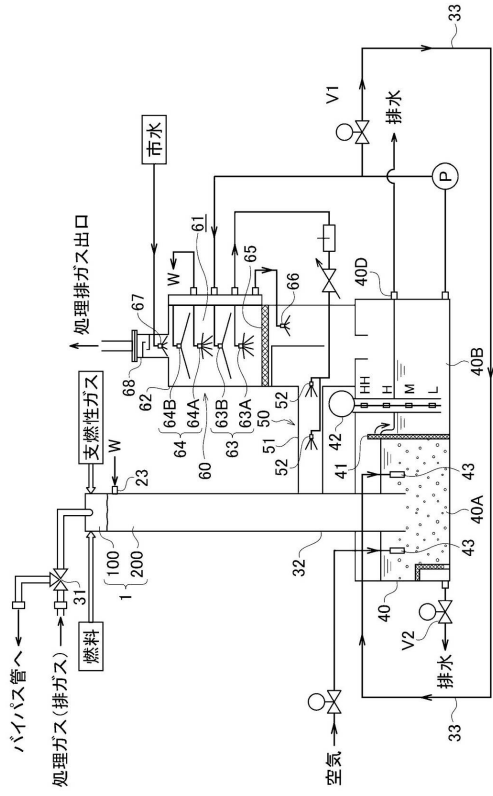 バイパス管へ
処理ガス(排ガス)
31
燃料
支燃性ガス
W
23
100
200
1
32
処理排ガス出口
市水
68
67
62
64B
64A
64
63B
63A
63
60
W
61
65
66
50
51
52
52
空気
V1
33
排水
P
40D
HH
H
M
L
42
41
40B
40A
43
43
40
V2
排水
33